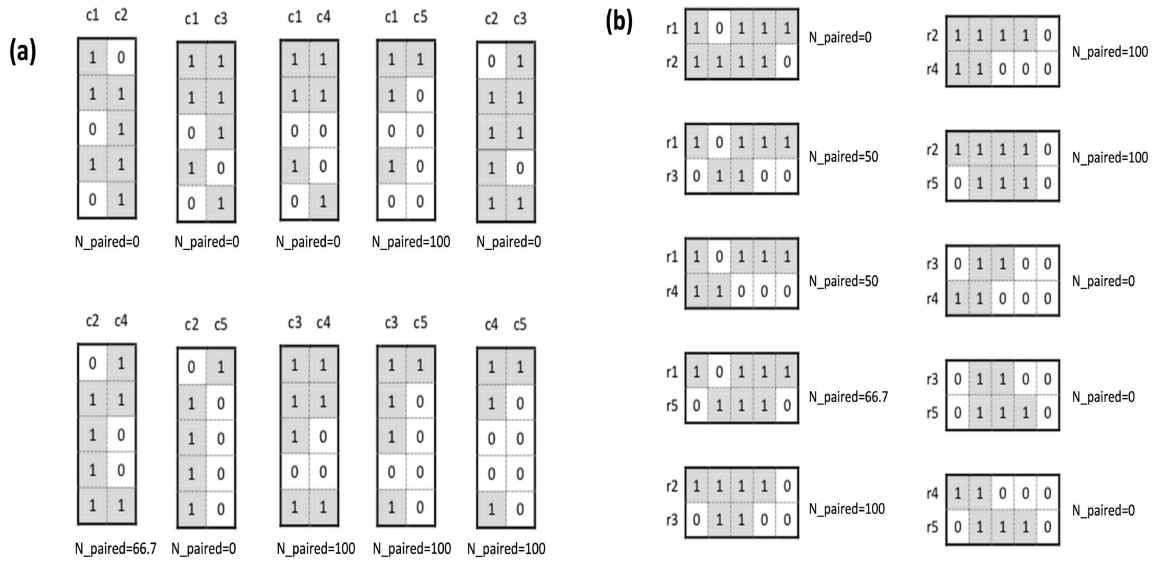 (a)
c1 c2
1 0
1 1
0 1
1 1
0 1
N_paired=0
c1 c3
1 1
1 1
0 1
1 0
0 1
N_paired=0
c1 c4
1 1
1 1
0 0
1 0
0 1
N_paired=0
c1 c5
1 1
1 0
0 0
1 0
0 0
N_paired=100
c2 c3
0 1
1 1
1 1
1 0
1 1
N_paired=0
c2 c4
0 1
1 1
1 0
1 0
1 1
N_paired=66.7
c2 c5
0 1
1 0
1 0
1 0
1 0
N_paired=0
c3 c4
1 1
1 1
1 0
0 0
1 1
N_paired=100
c3 c5
1 1
1 0
1 0
0 0
1 0
N_paired=100
c4 c5
1 1
1 0
0 0
0 0
1 0
N_paired=100
(b)
r1 1 0 1 1 1
r2 1 1 1 1 0
N_paired=0
r1 1 0 1 1 1
r3 0 1 1 0 0
N_paired=50
r1 1 0 1 1 1
r4 1 1 0 0 0
N_paired=50
r1 1 0 1 1 1
r5 0 1 1 1 0
N_paired=66.7
r2 1 1 1 1 0
r3 0 1 1 0 0
N_paired=100
r2 1 1 1 1 0
r4 1 1 0 0 0
N_paired=100
r2 1 1 1 1 0
r5 0 1 1 1 0
N_paired=100
r3 0 1 1 0 0
r4 1 1 0 0 0
N_paired=0
r3 0 1 1 0 0
r5 0 1 1 1 0
N_paired=0
r4 1 1 0 0 0
r5 0 1 1 1 0
N_paired=0